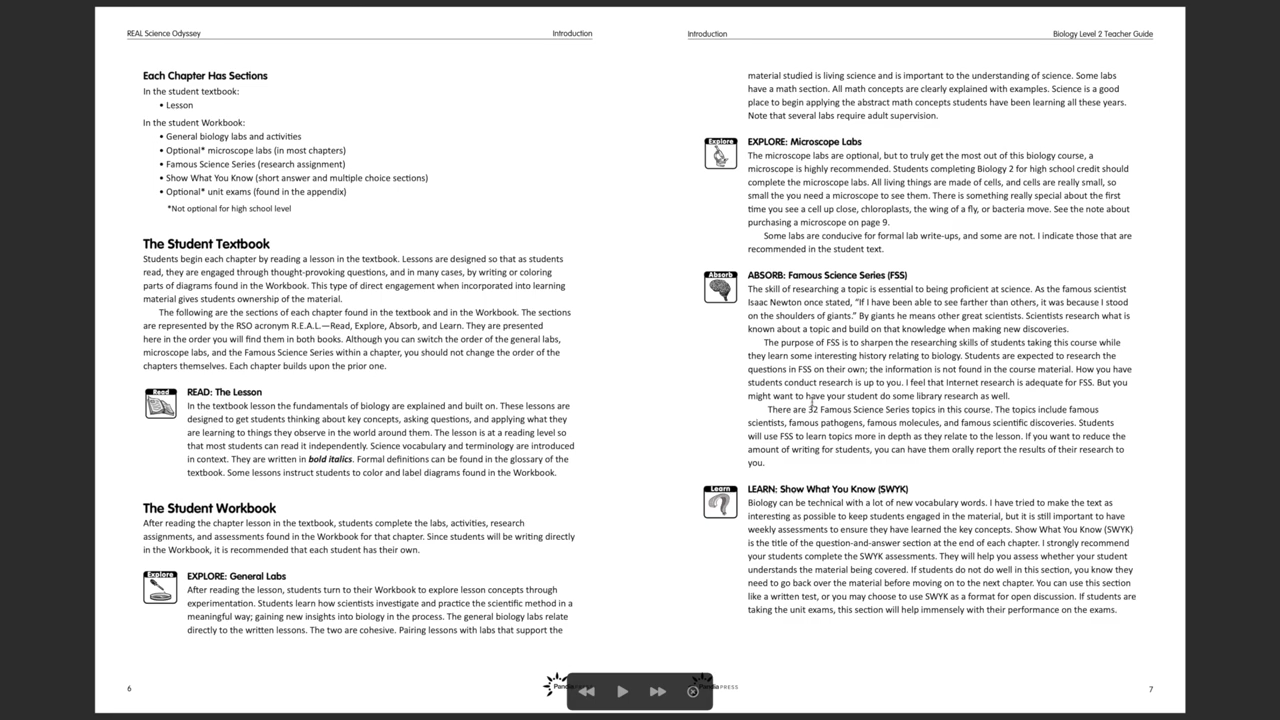 REAL Science Odyssey
Introduction
Each Chapter Has Sections
In the student textbook:
• Lesson
In the student Workbook:
• General biology labs and activities
• Optional* microscope labs (in most chapters)
• Famous Science Series (research assignment)
• Show What You Know (short answer and multiple choice sections)
• Optional* unit exams (found in the appendix)
*Not optional for high school level
The Student Textbook
Students begin each chapter by reading a lesson in the textbook. Lessons are designed so that as students
read, they are engaged through thought-provoking questions, and in many cases, by writing or coloring
parts of diagrams found in the Workbook. This type of direct engagement when incorporated into learning
material gives students ownership of the material.
The following are the sections of each chapter found in the textbook and in the Workbook. The sections
are represented by the RSO acronym R.E.A.L.—Read, Explore, Absorb, and Learn. They are presented
here in the order you will find them in both books. Although you can switch the order of the general labs,
microscope labs, and the Famous Science Series within a chapter, you should not change the order of the
chapters themselves. Each chapter builds upon the prior one.
Read
READ: The Lesson
In the textbook lesson the fundamentals of biology are explained and built on. These lessons are
designed to get students thinking about key concepts, asking questions, and applying what they
are learning to things they observe in the world around them. The lesson is at a reading level so
that most students can read it independently. Science vocabulary and terminology are introduced
in context. They are written in bold italics. Formal definitions can be found in the glossary of the
textbook. Some lessons instruct students to color and label diagrams found in the Workbook.
The Student Workbook
After reading the chapter lesson in the textbook, students complete the labs, activities, research
assignments, and assessments found in the Workbook for that chapter. Since students will be writing directly
in the Workbook, it is recommended that each student has their own.
Explore
EXPLORE: General Labs
After reading the lesson, students turn to their Workbook to explore lesson concepts through
experimentation. Students learn how scientists investigate and practice the scientific method in a
meaningful way; gaining new insights into biology in the process. The general biology labs relate
directly to the written lessons. The two are cohesive. Pairing lessons with labs that support the
6
Introduction
Biology Level 2 Teacher Guide
material studied is living science and is important to the understanding of science. Some labs
have a math section. All math concepts are clearly explained with examples. Science is a good
place to begin applying the abstract math concepts students have been learning all these years.
Note that several labs require adult supervision.
Explore
EXPLORE: Microscope Labs
The microscope labs are optional, but to truly get the most out of this biology course, a
microscope is highly recommended. Students completing Biology 2 for high school credit should
complete the microscope labs. All living things are made of cells, and cells are really small, so
small the you need a microscope to see them. There is something really special about the first
time you see a cell up close, chloroplasts, the wing of a fly, or bacteria move. See the note about
purchasing a microscope on page 9.
Some labs are conducive for formal lab write-ups, and some are not. I indicate those that are
recommended in the student text.
Absorb
ABSORB: Famous Science Series (FSS)
The skill of researching a topic is essential to being proficient at science. As the famous scientist
Isaac Newton once stated, "If I have been able to see farther than others, it was because I stood
on the shoulders of giants." By giants he means other great scientists. Scientists research what is
known about a topic and build on that knowledge when making new discoveries.
The purpose of FSS is to sharpen the researching skills of students taking this course while
they learn some interesting history relating to biology. Students are expected to research the
questions in FSS on their own; the information is not found in the course material. How you have
students conduct research is up to you. I feel that Internet research is adequate for FSS. But you
might want to have your student do some library research as well.
There are 32 Famous Science Series topics in this course. The topics include famous
scientists, famous pathogens, famous molecules, and famous scientific discoveries. Students
will use FSS to learn topics more in depth as they relate to the lesson. If you want to reduce the
amount of writing for students, you can have them orally report the results of their research to
you.
Learn
LEARN: Show What You Know (SWYK)
Biology can be technical with a lot of new vocabulary words. I have tried to make the text as
interesting as possible to keep students engaged in the material, but it is still important to have
weekly assessments to ensure they have learned the key concepts. Show What You Know (SWYK)
is the title of the question-and-answer section at the end of each chapter. I strongly recommend
your students complete the SWYK assessments. They will help you assess whether your student
understands the material being covered. If students do not do well in this section, you know they
need to go back over the material before moving on to the next chapter. You can use this section
like a written test, or you may choose to use SWYK as a format for open discussion. If students are
taking the unit exams, this section will help immensely with their performance on the exams.
PRESS
7